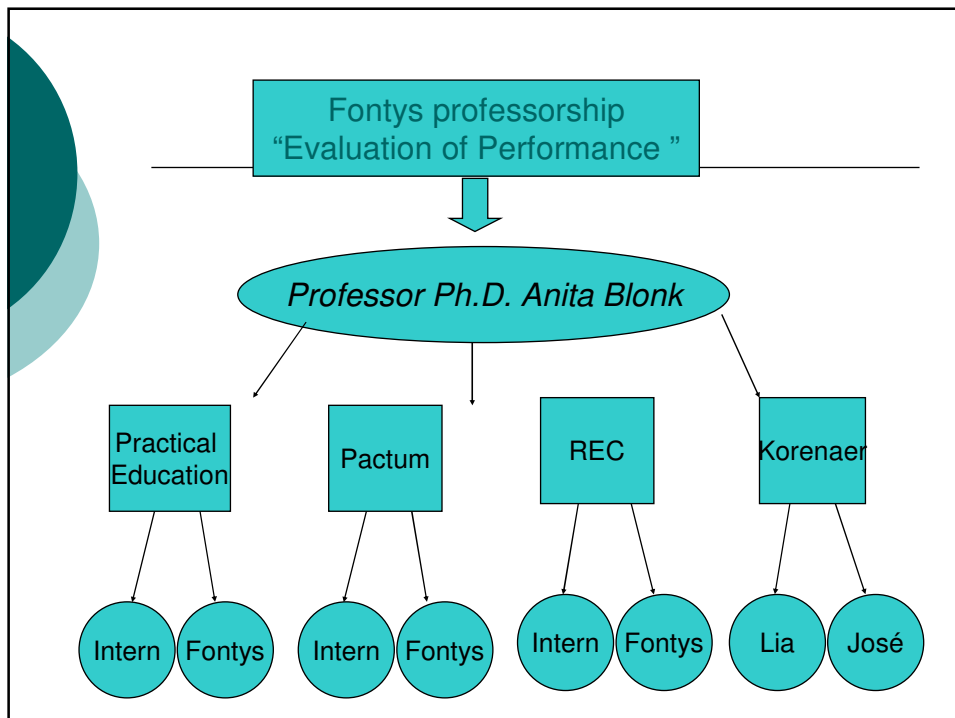 Fontys professorship
“Evaluation of Performance ”
Professor Ph.D. Anita Blonk
Practical
Education
Pactum
REC
Korenaer
Intern
Fontys
Intern
Fontys
Intern
Fontys
Lia
José